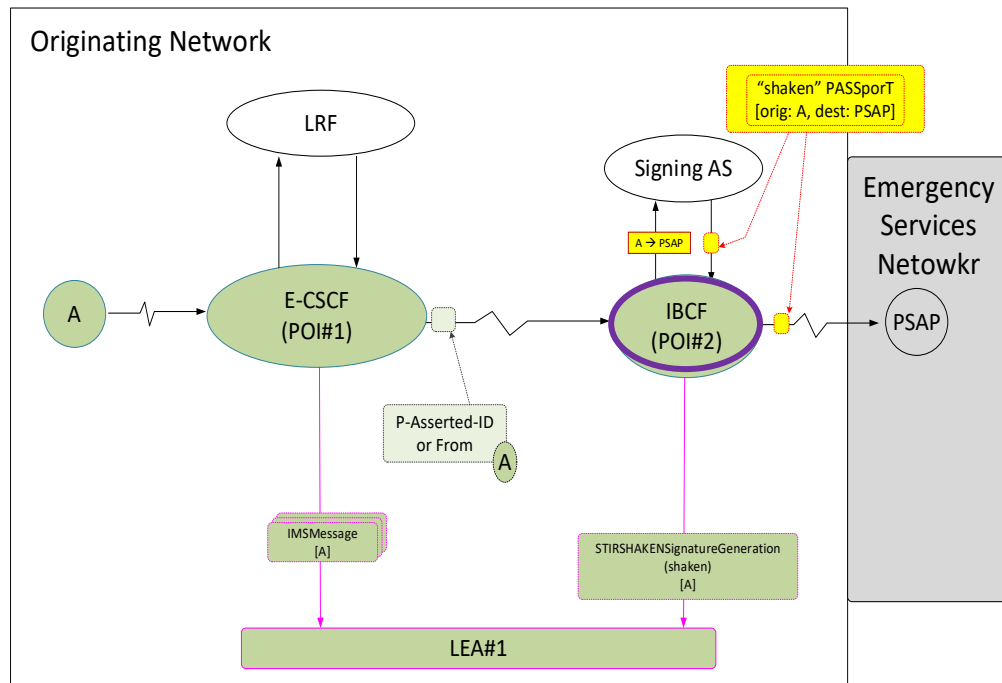 Originating Network
“shaken” PASSporT
[orig: A, dest: PSAP]
LRF
Signing AS
Emergency
Services
Netowkr
A → PSAP
A
E-CSCF
(POI#1)
IBCF
(POI#2)
PSAP
P-Asserted-ID
or From
A
IMSMessage
[A]
STIRSHAKENSignatureGeneration
(shaken)
[A]
LEA#1